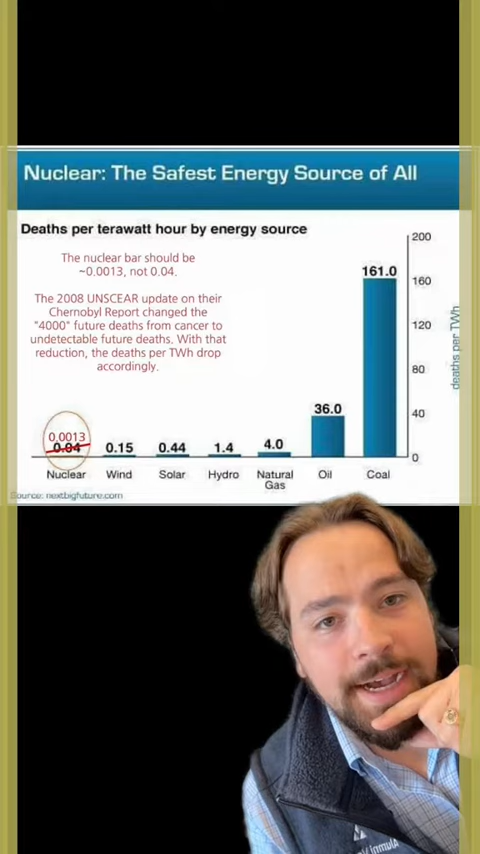 Nuclear: The Safest Energy Source of All
Deaths per terawatt hour by energy source
The nuclear bar should be
~0.0013, not 0.04.
The 2008 UNSCEAR update on their
Chernobyl Report changed the
"4000" future deaths from cancer to
undetectable future deaths. With that
reduction, the deaths per TWh drop
accordingly.
200
160
120
80
40
0
deaths per TWh
0.0013
0.04
0.15
0.44
1.4
4.0
36.0
161.0
Nuclear
Wind
Solar
Hydro
Natural
Gas
Oil
Coal
Source: nextbigfuture.com